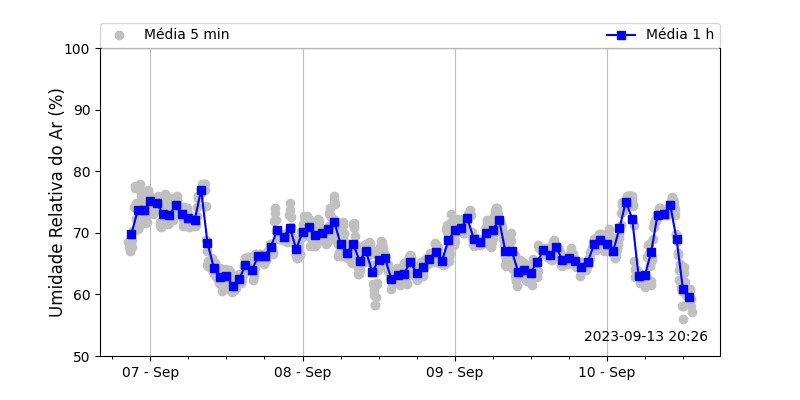 Média 5 min
Média 1 h
Umidade Relativa do Ar (%)
100
90
80
70
60
50
2023-09-13 20:26
07 - Sep
08 - Sep
09 - Sep
10 - Sep